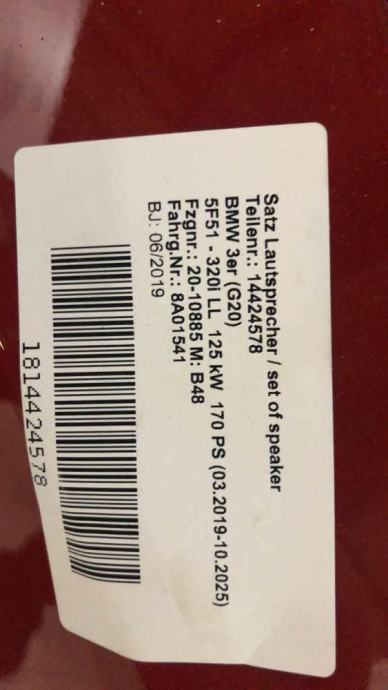 Satz Lautsprecher / set of speaker
Teilenr.: 14424578
BMW 3er (G20)
5F51 - 320i LL 125 kW 170 PS (03.2019-10.2025)
Fzgnr.: 20-10885 M: B48
Fahrg.Nr.: 8A01541
BJ: 06/2019
1814424578